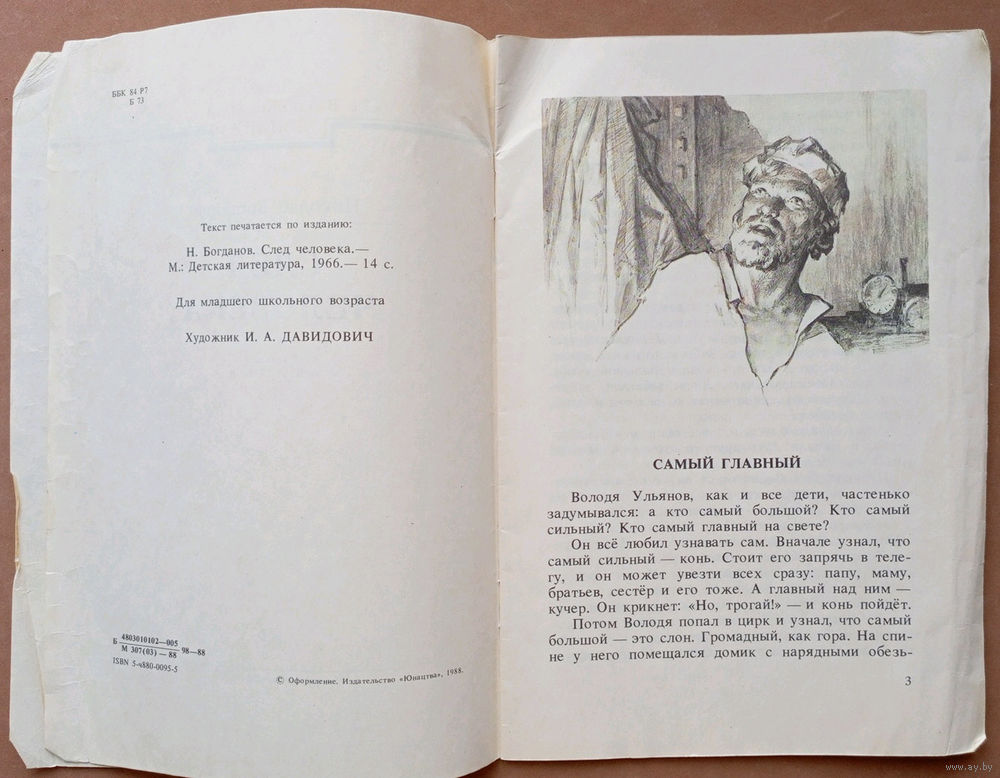 ББК 84 Р7
Б 73
Текст печатается по изданию:
Н. Богданов. След человека.—
М.: Детская литература, 1966.— 14 с.
Для младшего школьного возраста
Художник И. А. ДАВИДОВИЧ
Б 4803010102—005
М 307(03) — 88 98—88
ISBN 5-ч880-0095-5
© Оформление. Издательство «Юнацтва», 1988.
САМЫЙ ГЛАВНЫЙ
Володя Ульянов, как и все дети, частенько
задумывался: а кто самый большой? Кто самый
сильный? Кто самый главный на свете?
Он всё любил узнавать сам. Вначале узнал, что
самый сильный — конь. Стоит его запрячь в теле-
гу, и он может увезти всех сразу: папу, маму,
братьев, сестёр и его тоже. А главный над ним —
кучер. Он крикнет: «Но, трогай!» — и конь пойдёт.
Потом Володя попал в цирк и узнал, что самый
большой — это слон. Громадный, как гора. На спи-
не у него помещался домик с нарядными обезь-
3
www.ay.by